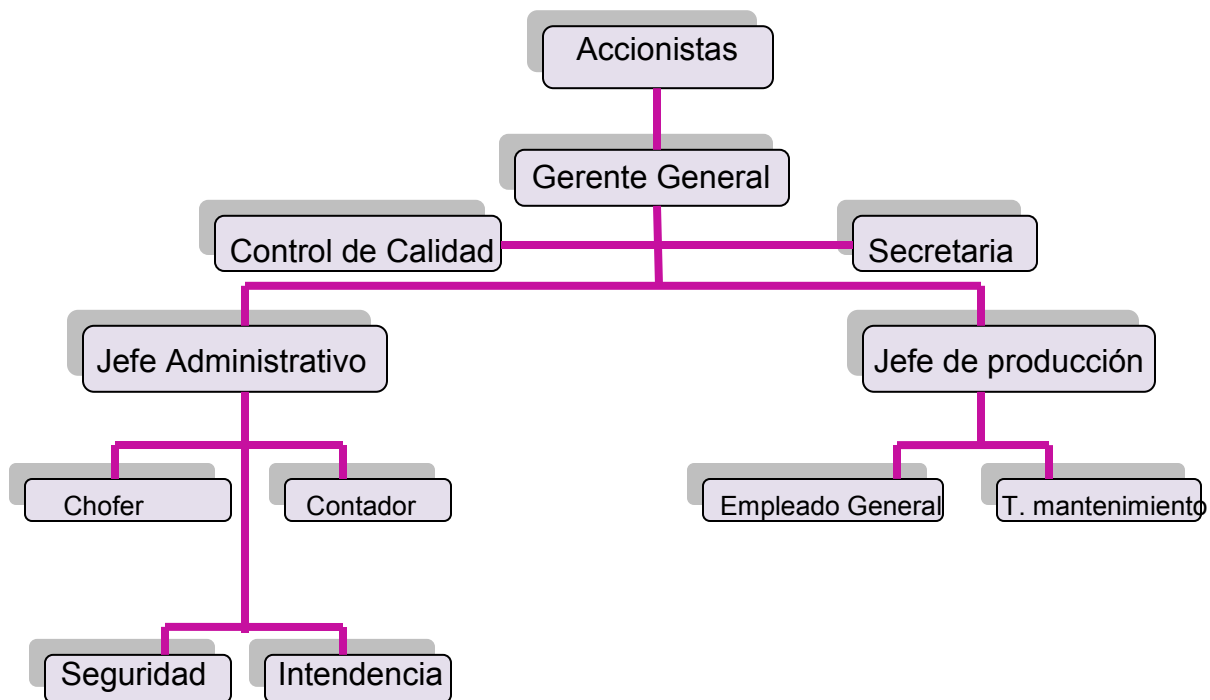 Accionistas
Gerente General
Control de Calidad
Secretaria
Jefe Administrativo
Jefe de producción
Chofer
Contador
Empleado General
T. mantenimiento
Seguridad
Intendencia